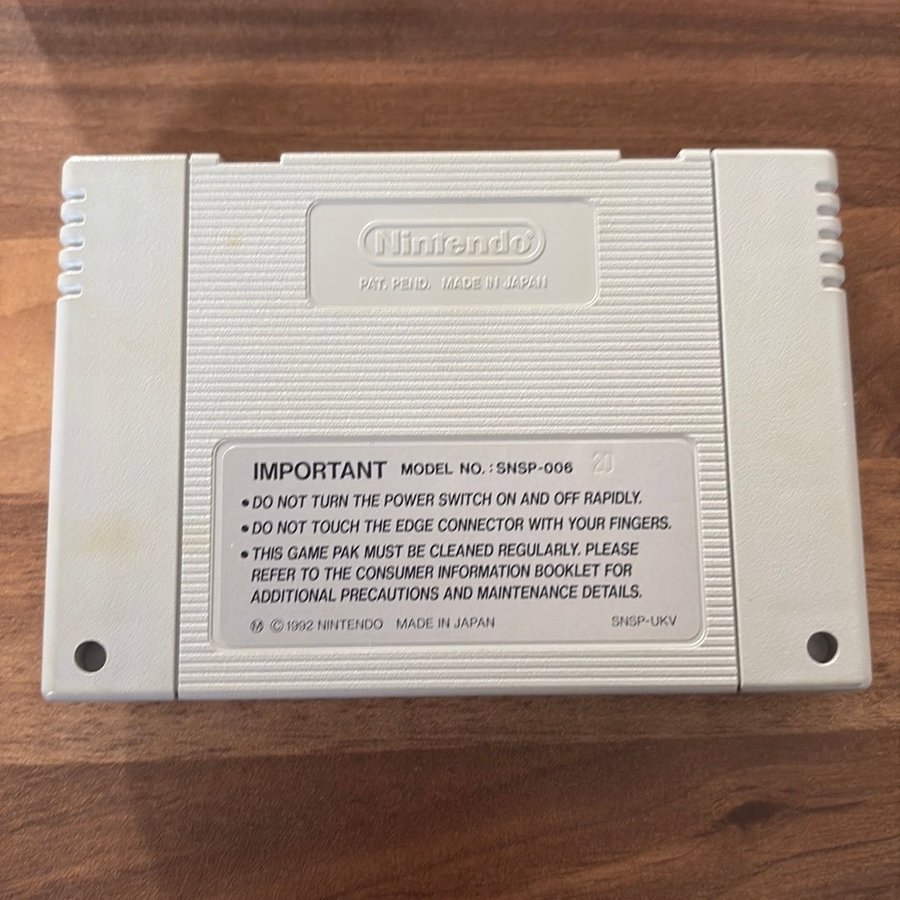 Nintendo
PAT. PEND. MADE IN JAPAN
IMPORTANT MODEL NO.: SNSP-006 20
• DO NOT TURN THE POWER SWITCH ON AND OFF RAPIDLY.
• DO NOT TOUCH THE EDGE CONNECTOR WITH YOUR FINGERS.
• THIS GAME PAK MUST BE CLEANED REGULARLY. PLEASE
REFER TO THE CONSUMER INFORMATION BOOKLET FOR
ADDITIONAL PRECAUTIONS AND MAINTENANCE DETAILS.
Ⓜ © 1992 NINTENDO MADE IN JAPAN SNSP-UKV